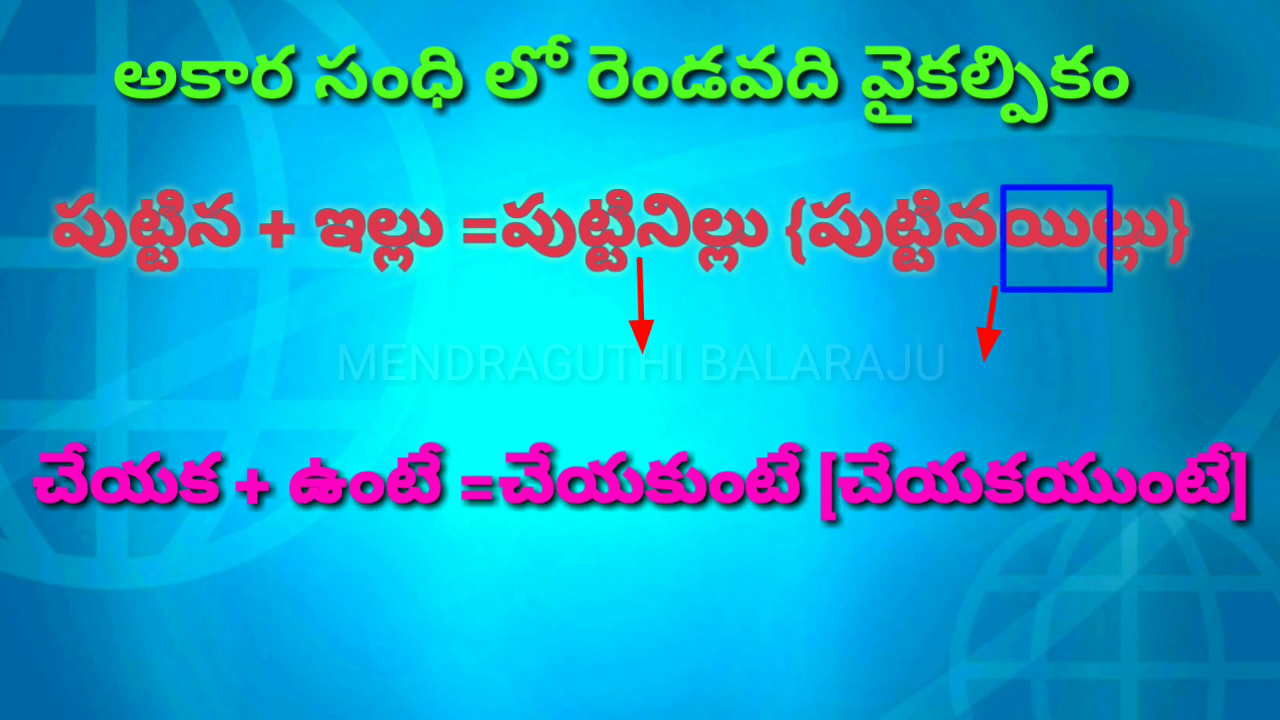 అకార సంధి లో రెండవది వైకల్పికం
పుట్టిన + ఇల్లు =పుట్టినిల్లు {పుట్టినయిల్లు}
MENDRAGUTHI BALARAJU
చేయక + ఉంటే =చేయకుంటే [చేయకయుంటే]